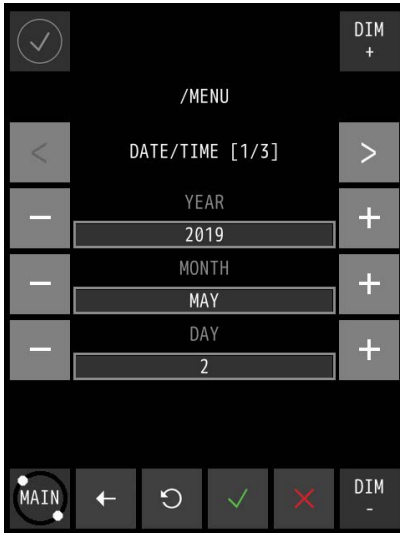 DIM
+
/MENU
< DATE/TIME [1/3] >
YEAR
- 2019 +
MONTH
- MAY +
DAY
- 2 +
MAIN
DIM
-